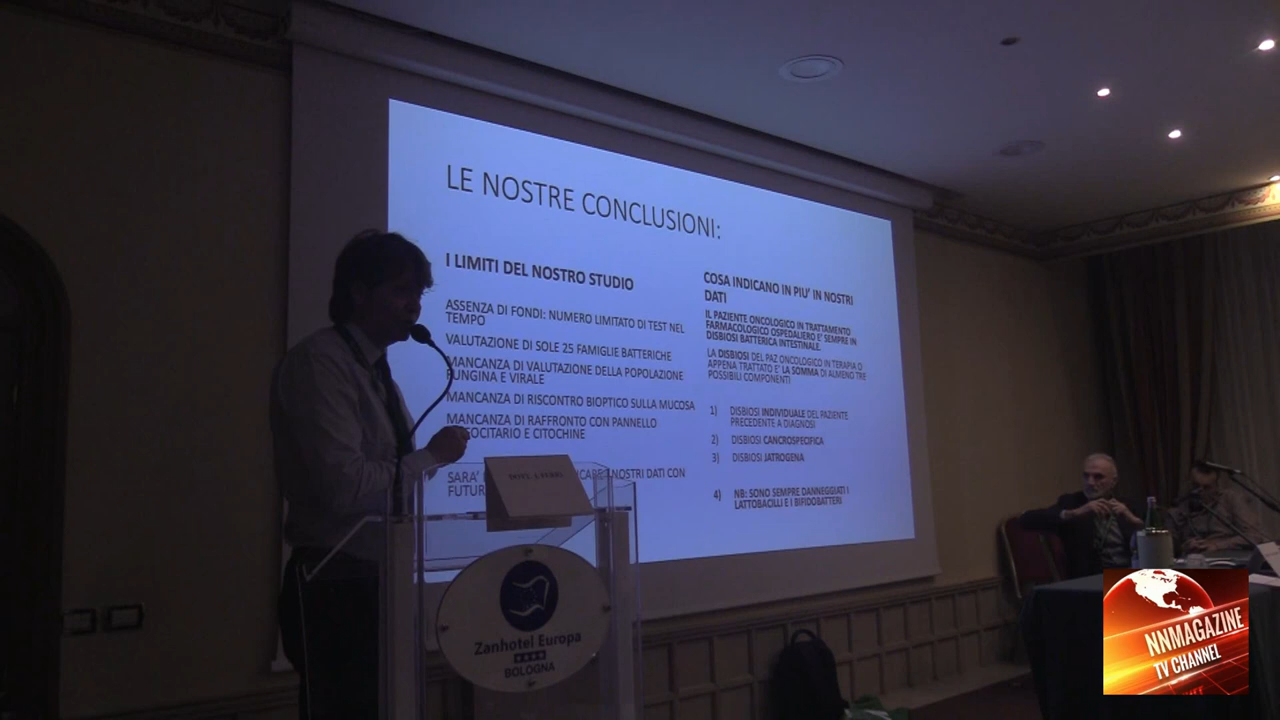 LE NOSTRE CONCLUSIONI:
I LIMITI DEL NOSTRO STUDIO
ASSENZA DI FONDI: NUMERO LIMITATO DI TEST NEL
TEMPO
VALUTAZIONE DI SOLE 25 FAMIGLIE BATTERICHE
MANCANZA DI VALUTAZIONE DELLA POPOLAZIONE
FUNGINA E VIRALE
MANCANZA DI RISCONTRO BIOPTICO SULLA MUCOSA
MANCANZA DI RAFFRONTO CON PANNELLO
CITOCHINE
SARA' NOSTRI DATI CON
COSA INDICANO IN PIU' IN NOSTRI
DATI
IL PAZIENTE ONCOLOGICO IN TRATTAMENTO
FARMACOLOGICO OSPEDALIERO E' SEMPRE IN
DISBIOSI BATTERICA INTESTINALE.
LA DISBIOSI DEL PAZ ONCOLOGICO IN TERAPIA O
APPENA TRATTATO E' LA SOMMA DI ALMENO TRE
POSSIBILI COMPONENTI
1) DISBIOSI INDIVIDUALE DEL PAZIENTE
PRECEDENTE A DIAGNOSI
2) DISBIOSI CANCROSPECIFICA
3) DISBIOSI JATROGENA
4) NB: SONO SEMPRE DANNEGGIATI I
LATTOBACILLI E I BIFIDOBATTERI
Zanhotel Europa
BOLOGNA
NNMAGAZINE
TV CHANNEL